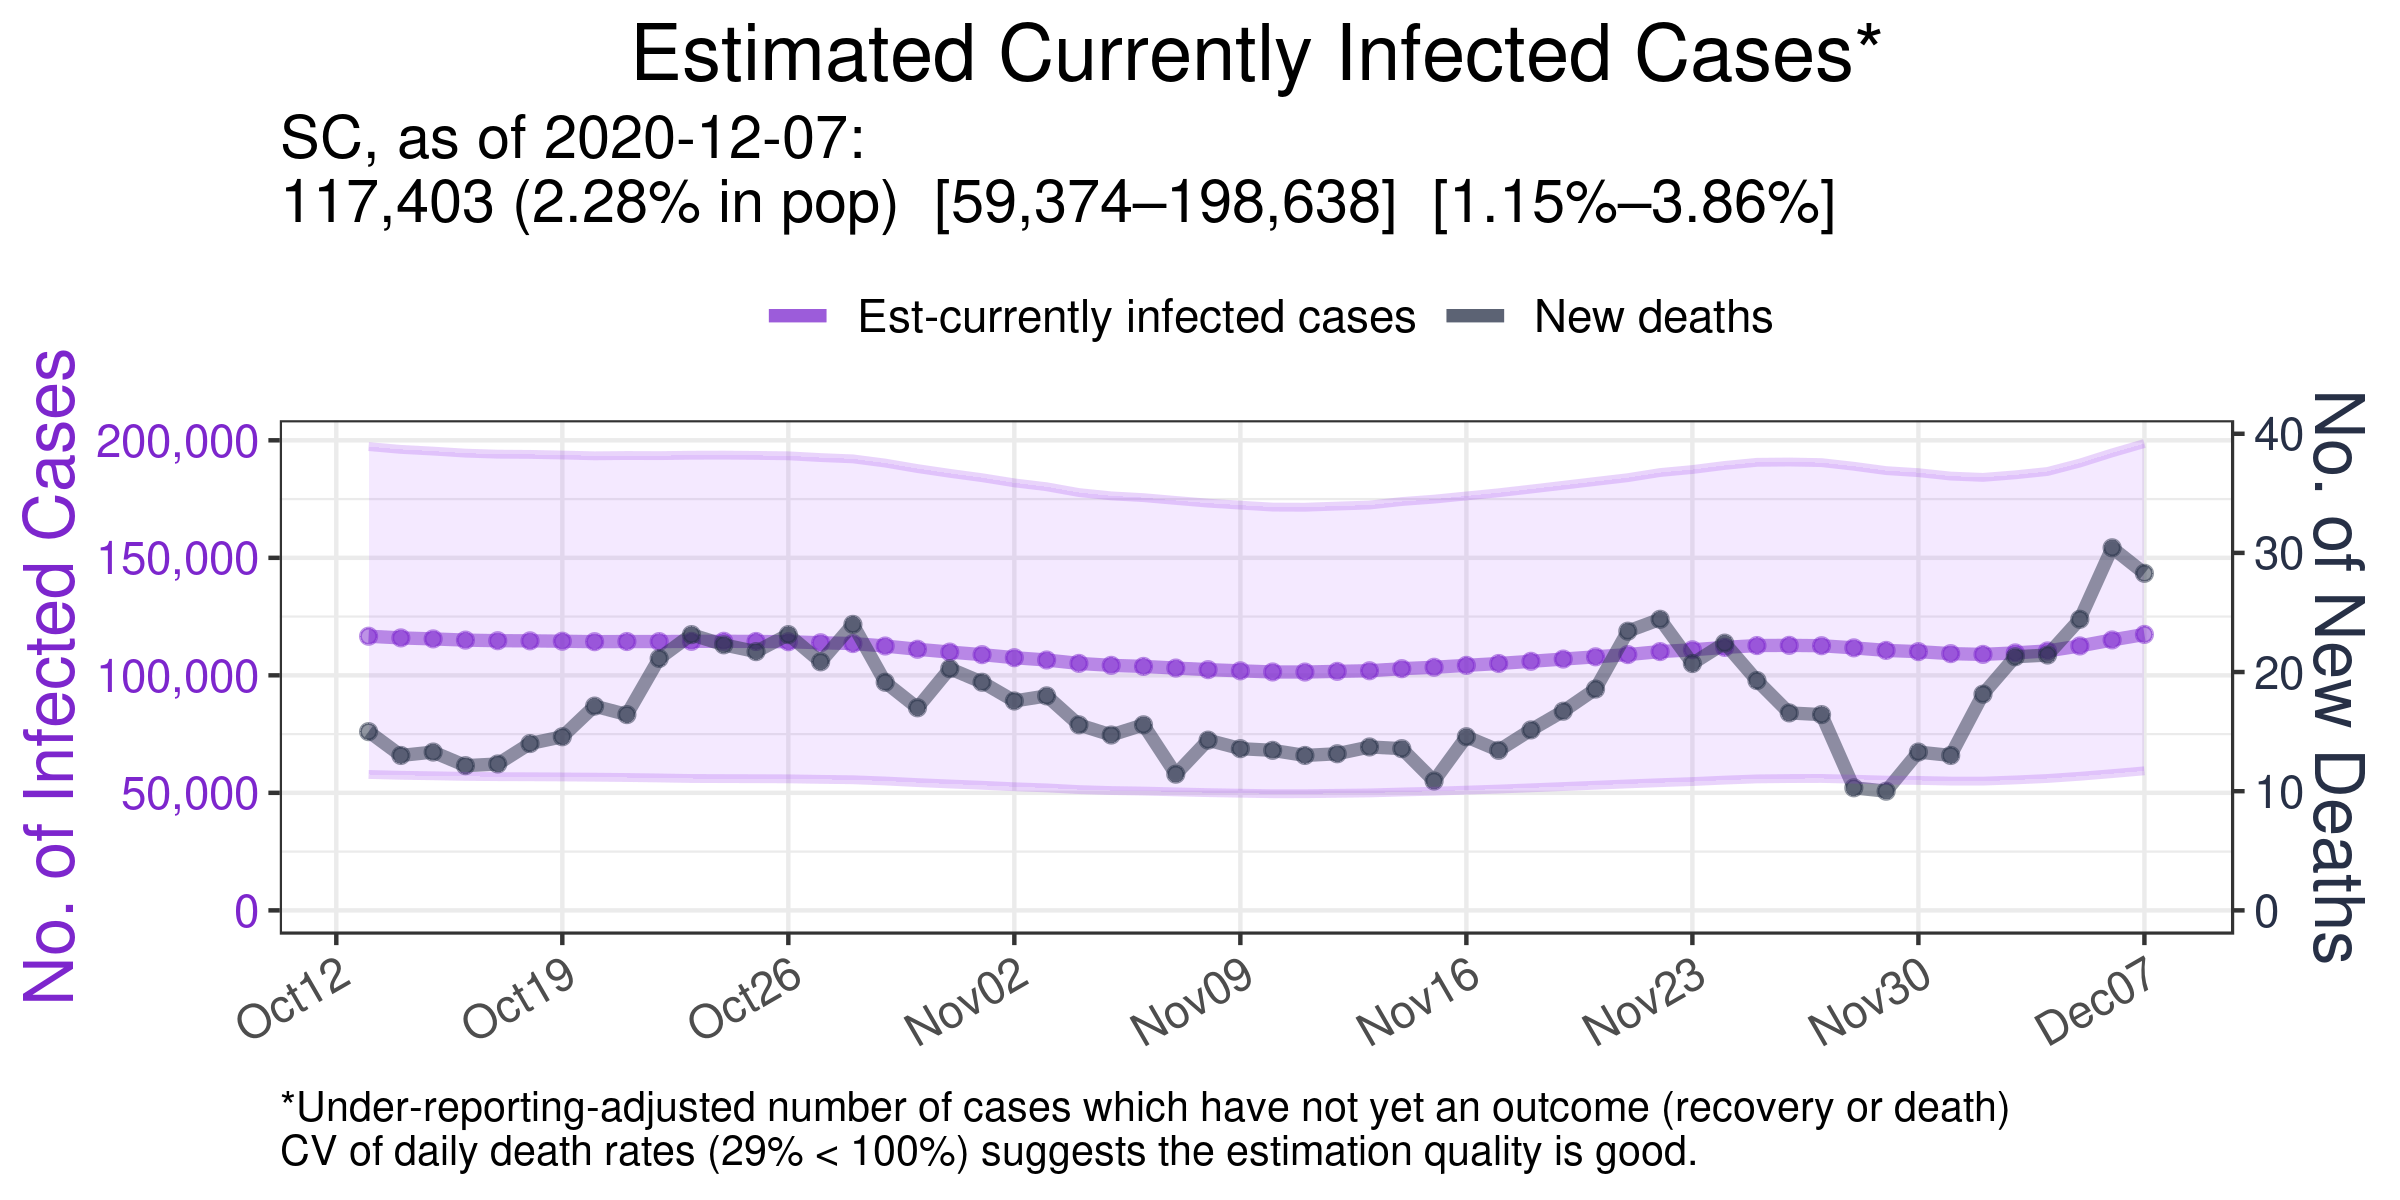 Estimated Currently Infected Cases*
SC, as of 2020-12-07:
117,403 (2.28% in pop)  [59,374–198,638]  [1.15%–3.86%]
Est-currently infected cases
New deaths
No. of Infected Cases
200,000
150,000
100,000
50,000
0
40
30
20
10
0
No. of New Deaths
Oct12
Oct19
Oct26
Nov02
Nov09
Nov16
Nov23
Nov30
Dec07
*Under-reporting-adjusted number of cases which have not yet an outcome (recovery or death)
CV of daily death rates (29% < 100%) suggests the estimation quality is good.